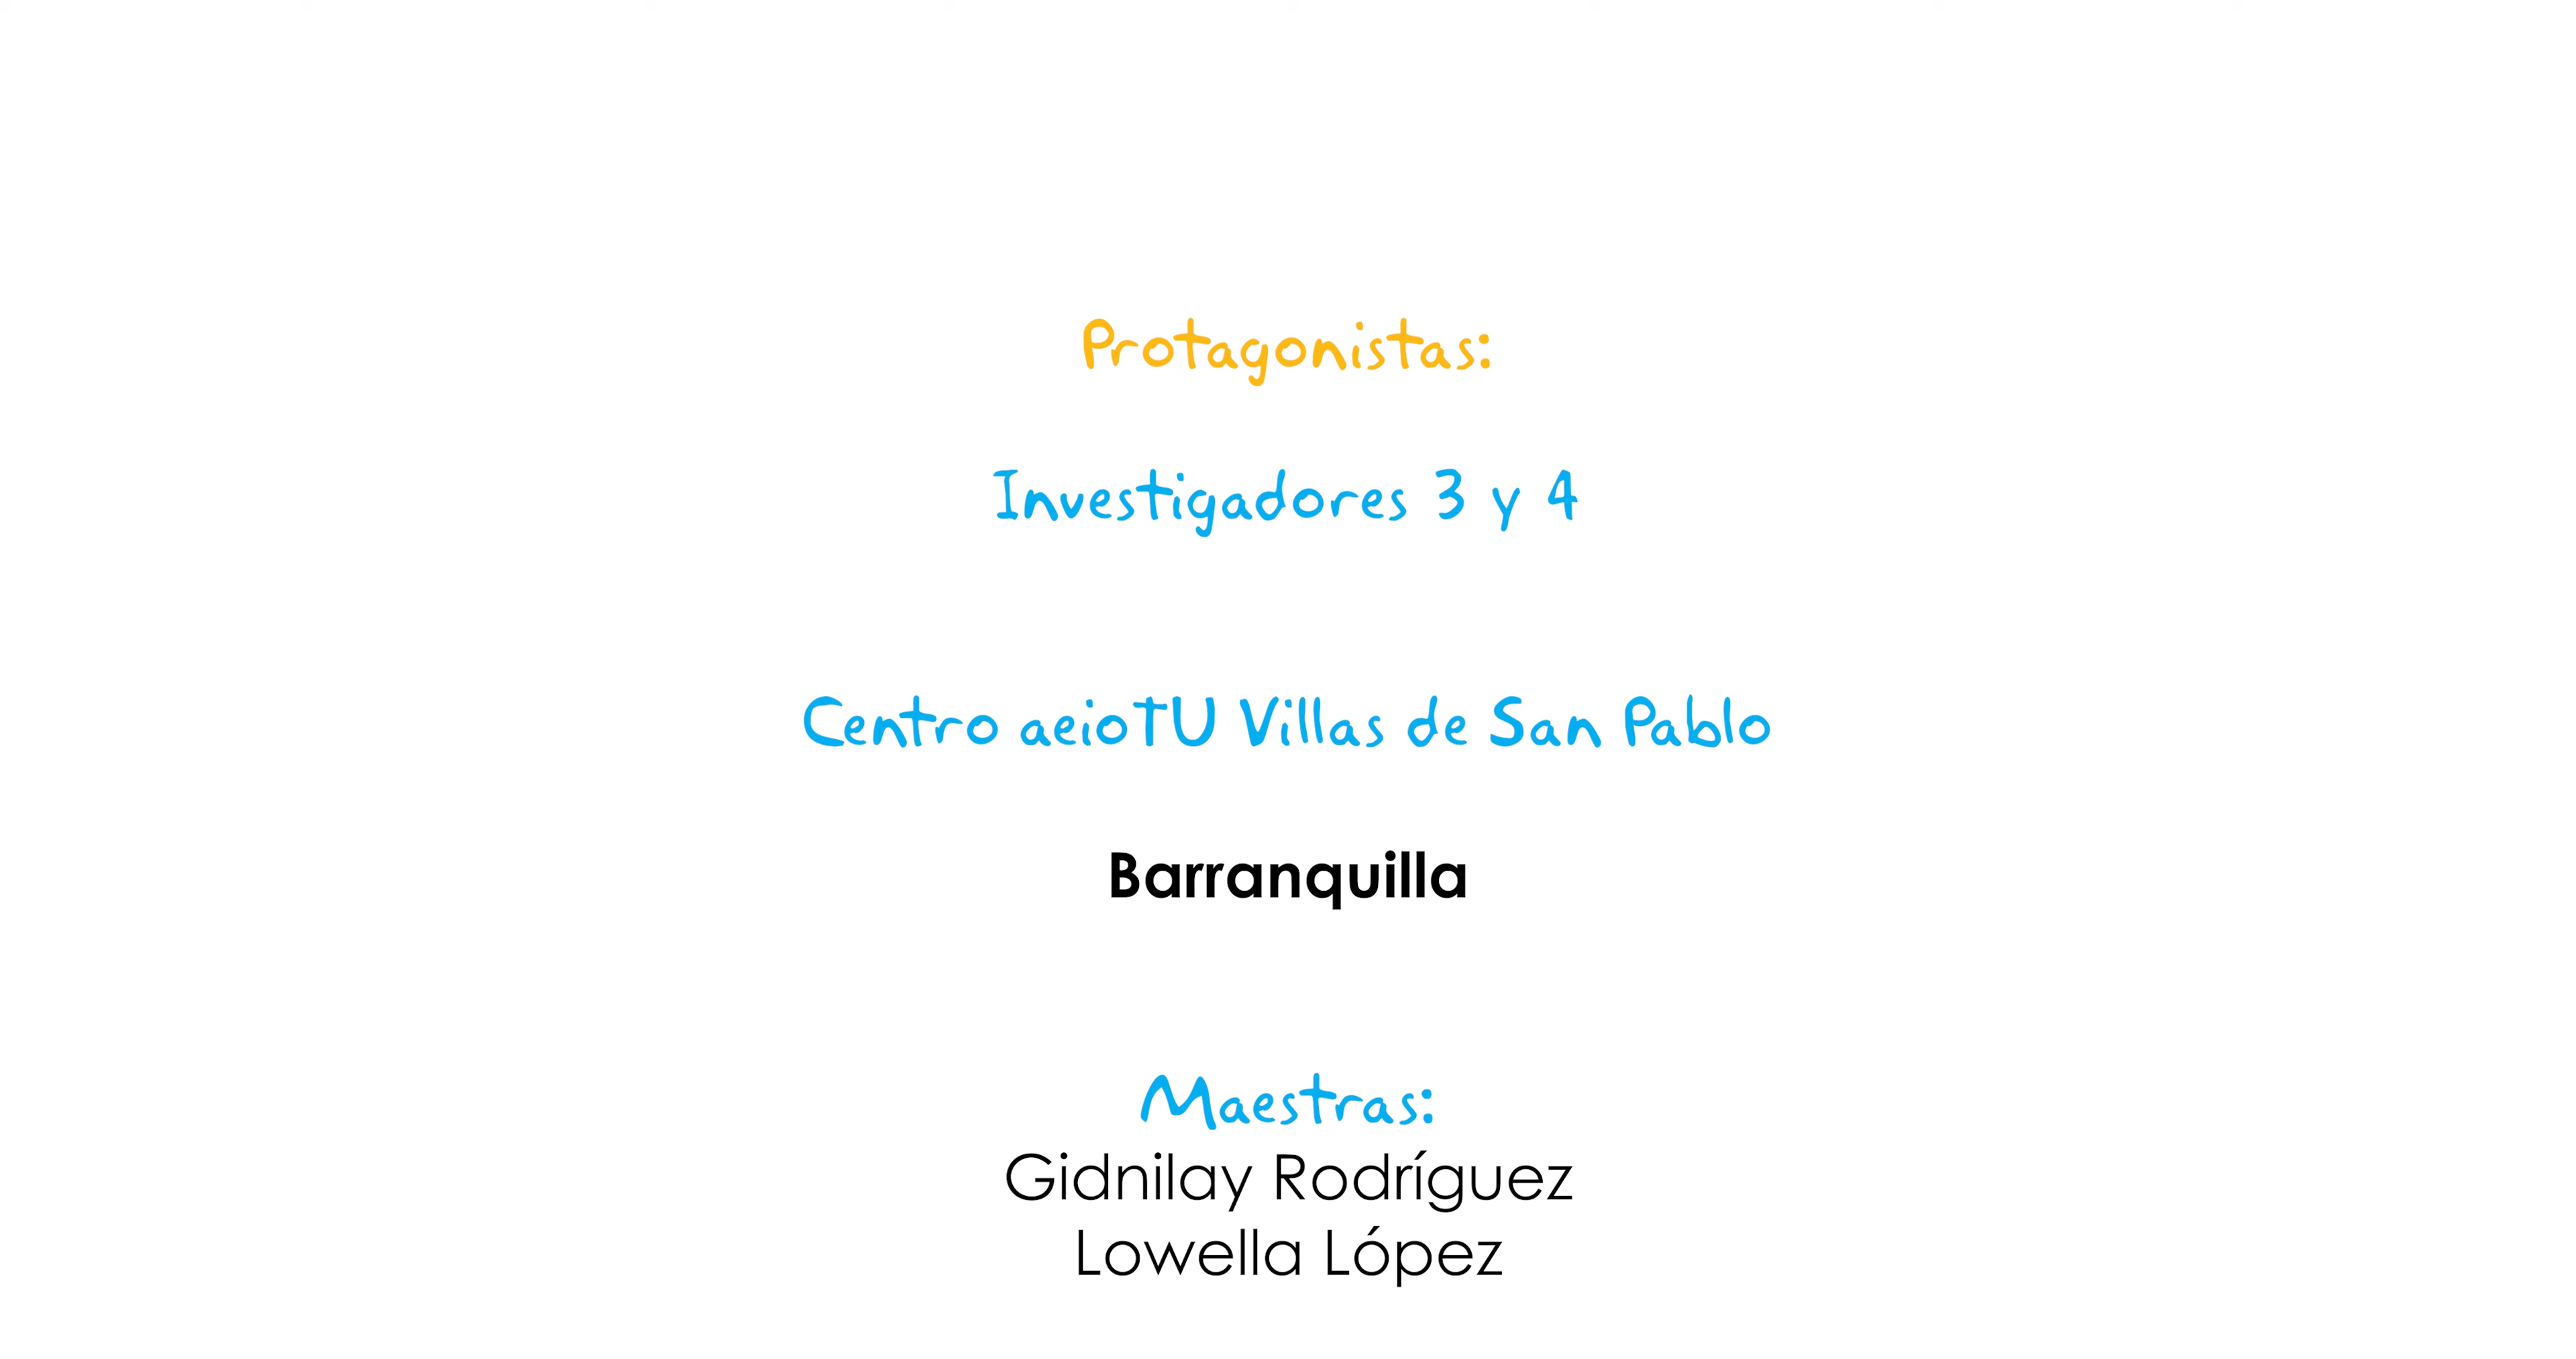 Protagonistas:
Investigadores 3 y 4
Centro aeioTU Villas de San Pablo
Barranquilla
Maestras:
Gidnilay Rodríguez
Lowella López